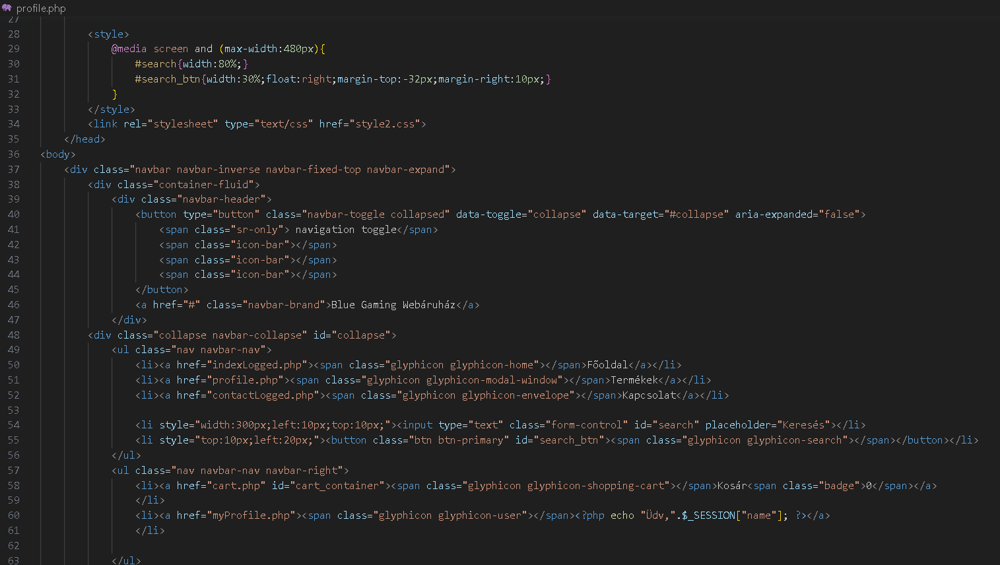 profile.php
27
28 <style>
29 @media screen and (max-width:480px){
30 #search{width:80%;}
31 #search_btn{width:30%;float:right;margin-top:-32px;margin-right:10px;}
32 }
33 </style>
34 <link rel="stylesheet" type="text/css" href="style2.css">
35 </head>
36 <body>
37 <div class="navbar navbar-inverse navbar-fixed-top navbar-expand">
38 <div class="container-fluid">
39 <div class="navbar-header">
40 <button type="button" class="navbar-toggle collapsed" data-toggle="collapse" data-target="#collapse" aria-expanded="false">
41 <span class="sr-only"> navigation toggle</span>
42 <span class="icon-bar"></span>
43 <span class="icon-bar"></span>
44 <span class="icon-bar"></span>
45 </button>
46 <a href="#" class="navbar-brand">Blue Gaming Webáruház</a>
47 </div>
48 <div class="collapse navbar-collapse" id="collapse">
49 <ul class="nav navbar-nav">
50 <li><a href="indexLogged.php"><span class="glyphicon glyphicon-home"></span>Főoldal</a></li>
51 <li><a href="profile.php"><span class="glyphicon glyphicon-modal-window"></span>Termékek</a></li>
52 <li><a href="contactLogged.php"><span class="glyphicon glyphicon-envelope"></span>Kapcsolat</a></li>
53
54 <li style="width:300px;left:10px;top:10px;"><input type="text" class="form-control" id="search" placeholder="Keresés"></li>
55 <li style="top:10px;left:20px;"><button class="btn btn-primary" id="search_btn"><span class="glyphicon glyphicon-search"></span></button></li>
56 </ul>
57 <ul class="nav navbar-nav navbar-right">
58 <li><a href="cart.php" id="cart_container"><span class="glyphicon glyphicon-shopping-cart"></span>Kosár<span class="badge">0</span></a>
59 </li>
60 <li><a href="myProfile.php"><span class="glyphicon glyphicon-user"></span><?php echo "Üdv,".$_SESSION["name"]; ?></a>
61 </li>
62
63 </ul>